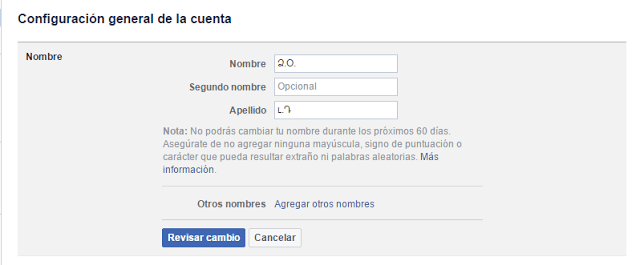 Configuración general de la cuenta
Nombre
Nombre
Segundo nombre Opcional
Apellido
Nota: No podrás cambiar tu nombre durante los próximos 60 días.
Asegúrate de no agregar ninguna mayúscula, signo de puntuación o
carácter que pueda resultar extraño ni palabras aleatorias. Más
información.
Otros nombres Agregar otros nombres
Revisar cambio Cancelar